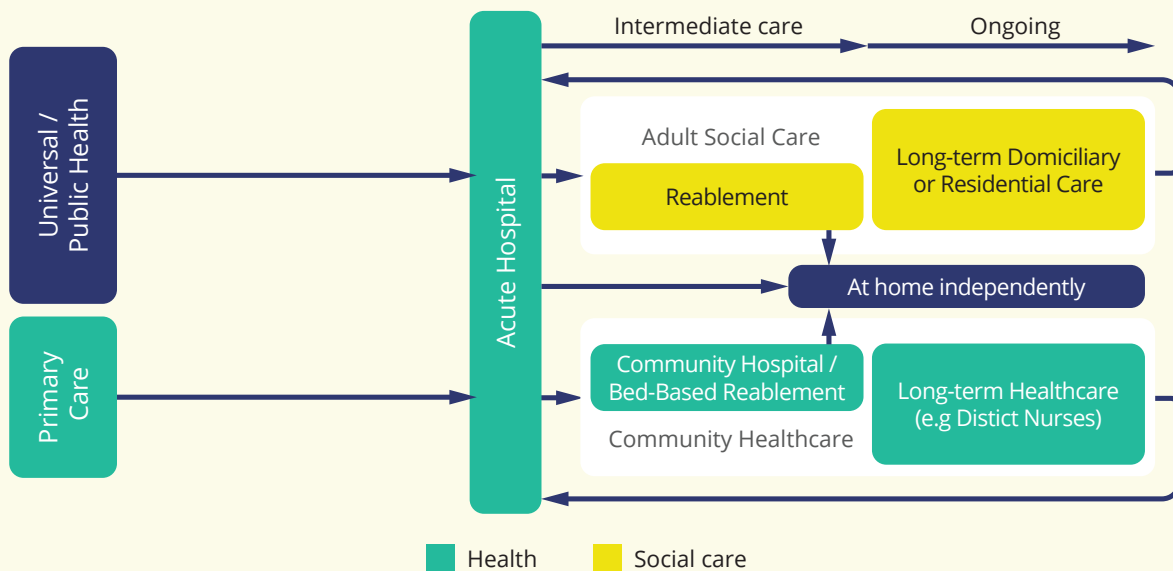 Intermediate care
Ongoing
Universal /
Public Health
Primary
Care
Acute Hospital
Adult Social Care
Reablement
Long-term Domiciliary
or Residential Care
At home independently
Community Hospital /
Bed-Based Reablement
Community Healthcare
Long-term Healthcare
(e.g Distict Nurses)
Health
Social care